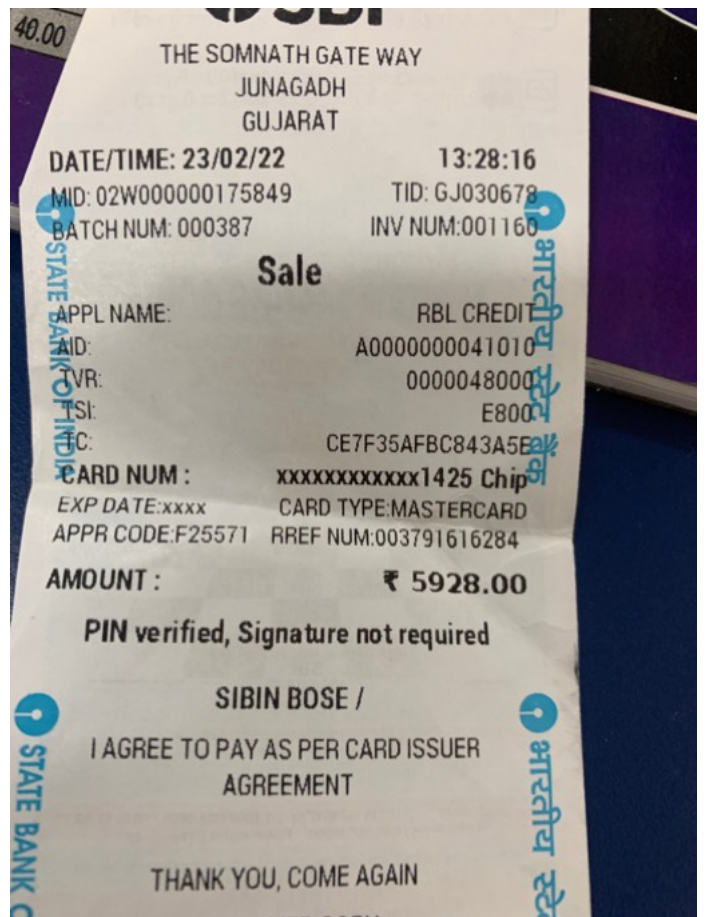 40.00
SBI
THE SOMNATH GATE WAY
JUNAGADH
GUJARAT
DATE/TIME: 23/02/22 13:28:16
MID: 02W000000175849 TID: GJ030678
BATCH NUM: 000387 INV NUM:001160
Sale
APPL NAME: RBL CREDIT
AID: A0000000041010
TVR: 0000048000
TSI: E800
TC: CE7F35AFBC843A5E
CARD NUM : xxxxxxxxxxxx1425 Chip
EXP DATE:xxxx CARD TYPE:MASTERCARD
APPR CODE:F25571 RREF NUM:003791616284
AMOUNT : ₹ 5928.00
PIN verified, Signature not required
SIBIN BOSE /
I AGREE TO PAY AS PER CARD ISSUER
AGREEMENT
THANK YOU, COME AGAIN
STATE BANK OF INDIA
भारतीय स्टेट बैंक
STATE BANK O
भारतीय स्टे